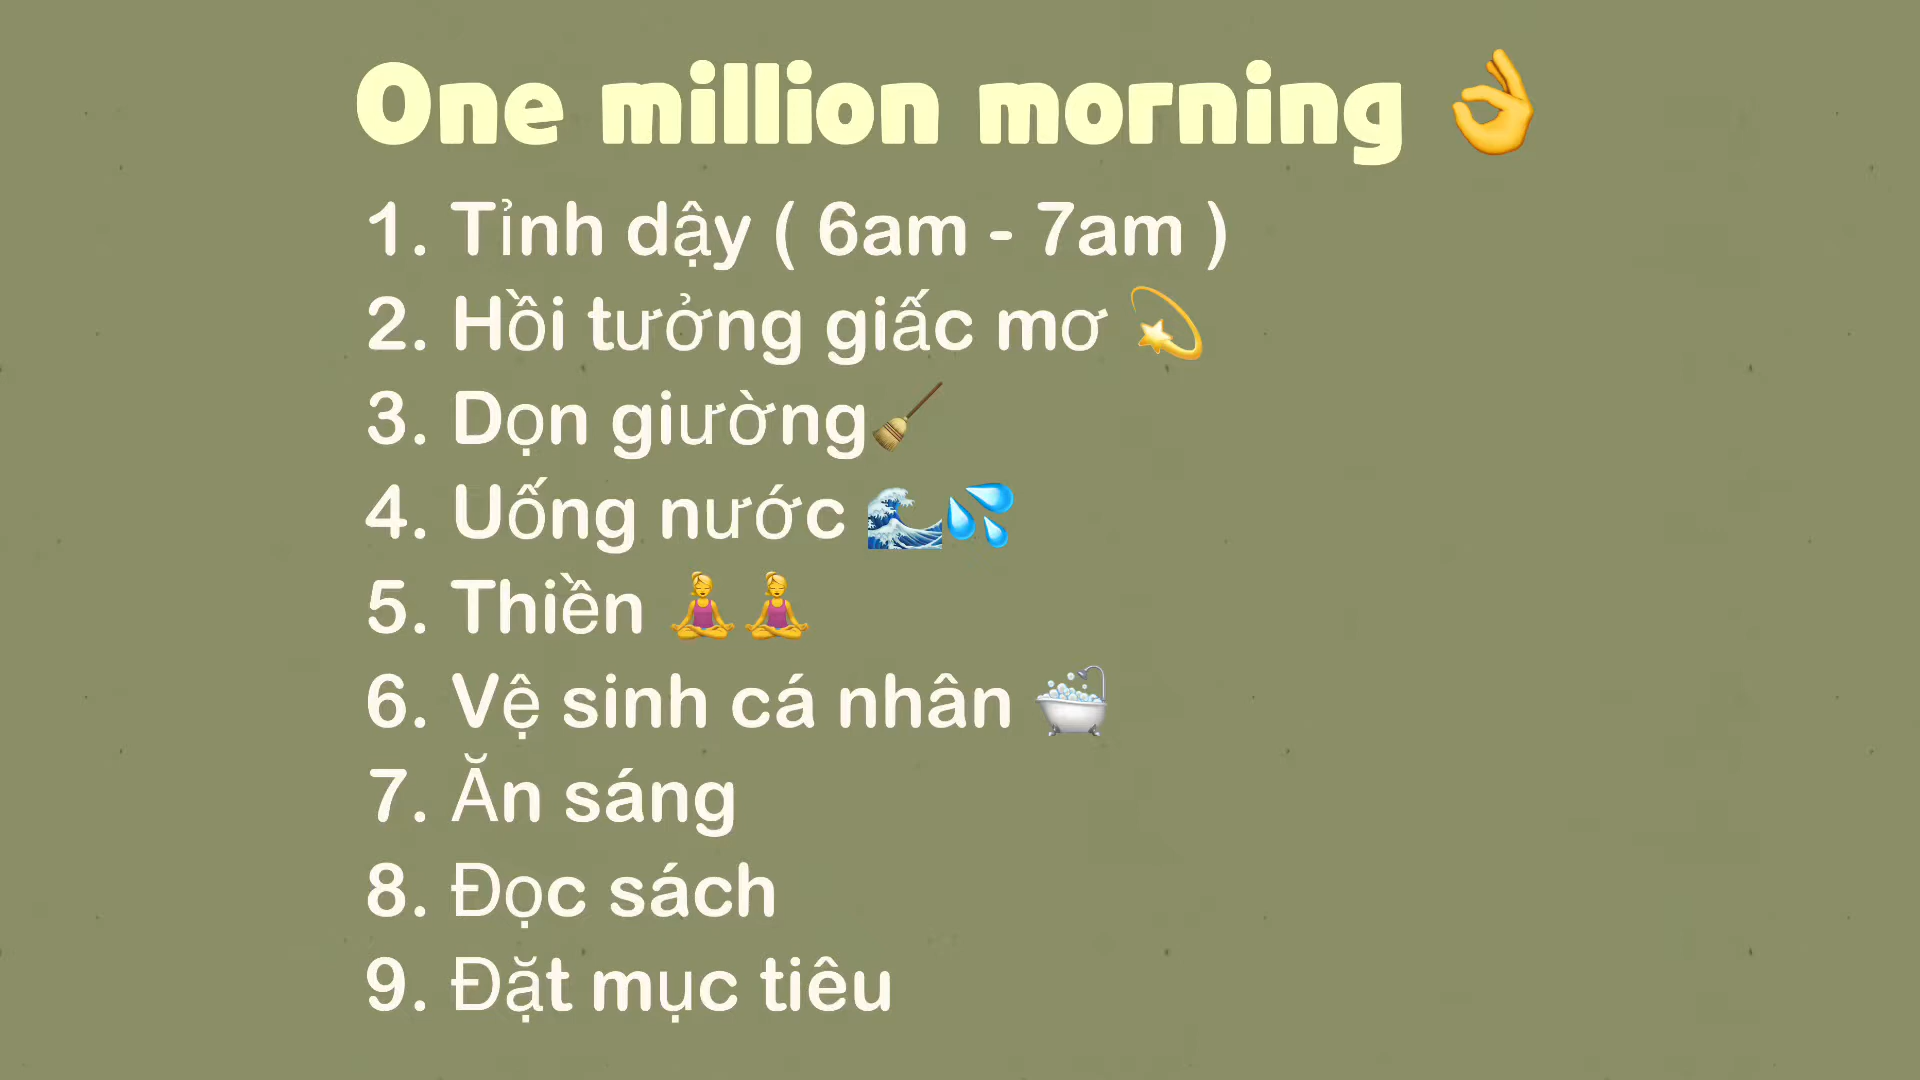 One million morning 👌
1. Tỉnh dậy ( 6am - 7am )
2. Hồi tưởng giấc mơ 💫
3. Dọn giường🧹
4. Uống nước 🌊💦
5. Thiền 🧘‍♀️🧘‍♀️
6. Vệ sinh cá nhân 🛁
7. Ăn sáng
8. Đọc sách
9. Đặt mục tiêu